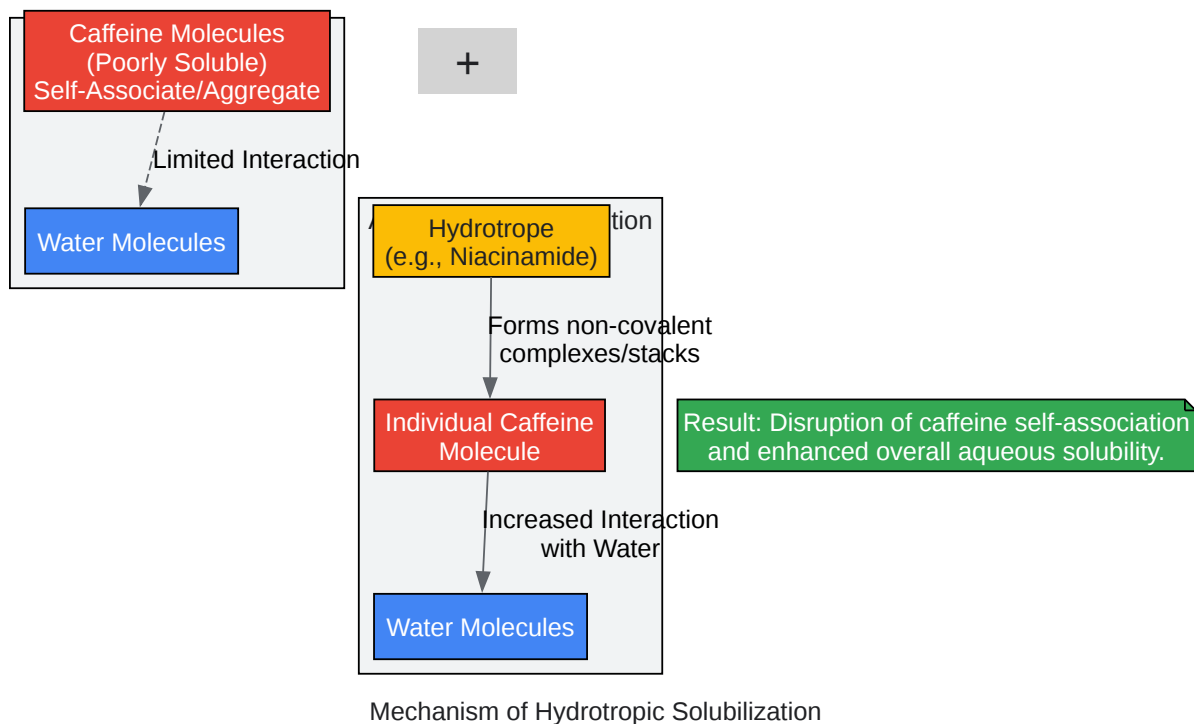 Caffeine Molecules
(Poorly Soluble)
Self-Associate/Aggregate
Limited Interaction
Water Molecules
+
Hydrotrope
(e.g., Niacinamide)
Forms non-covalent
complexes/stacks
Individual Caffeine
Molecule
Increased Interaction
with Water
Water Molecules
Result: Disruption of caffeine self-association
and enhanced overall aqueous solubility.
Mechanism of Hydrotropic Solubilization